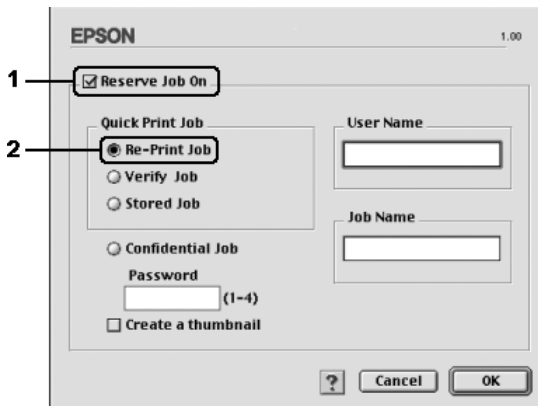 EPSON
1.00
1
Reserve Job On
Quick Print Job
2
Re-Print Job
Verify Job
Stored Job
Confidential Job
Password
(1-4)
Create a thumbnail
User Name
Job Name
?
Cancel
OK